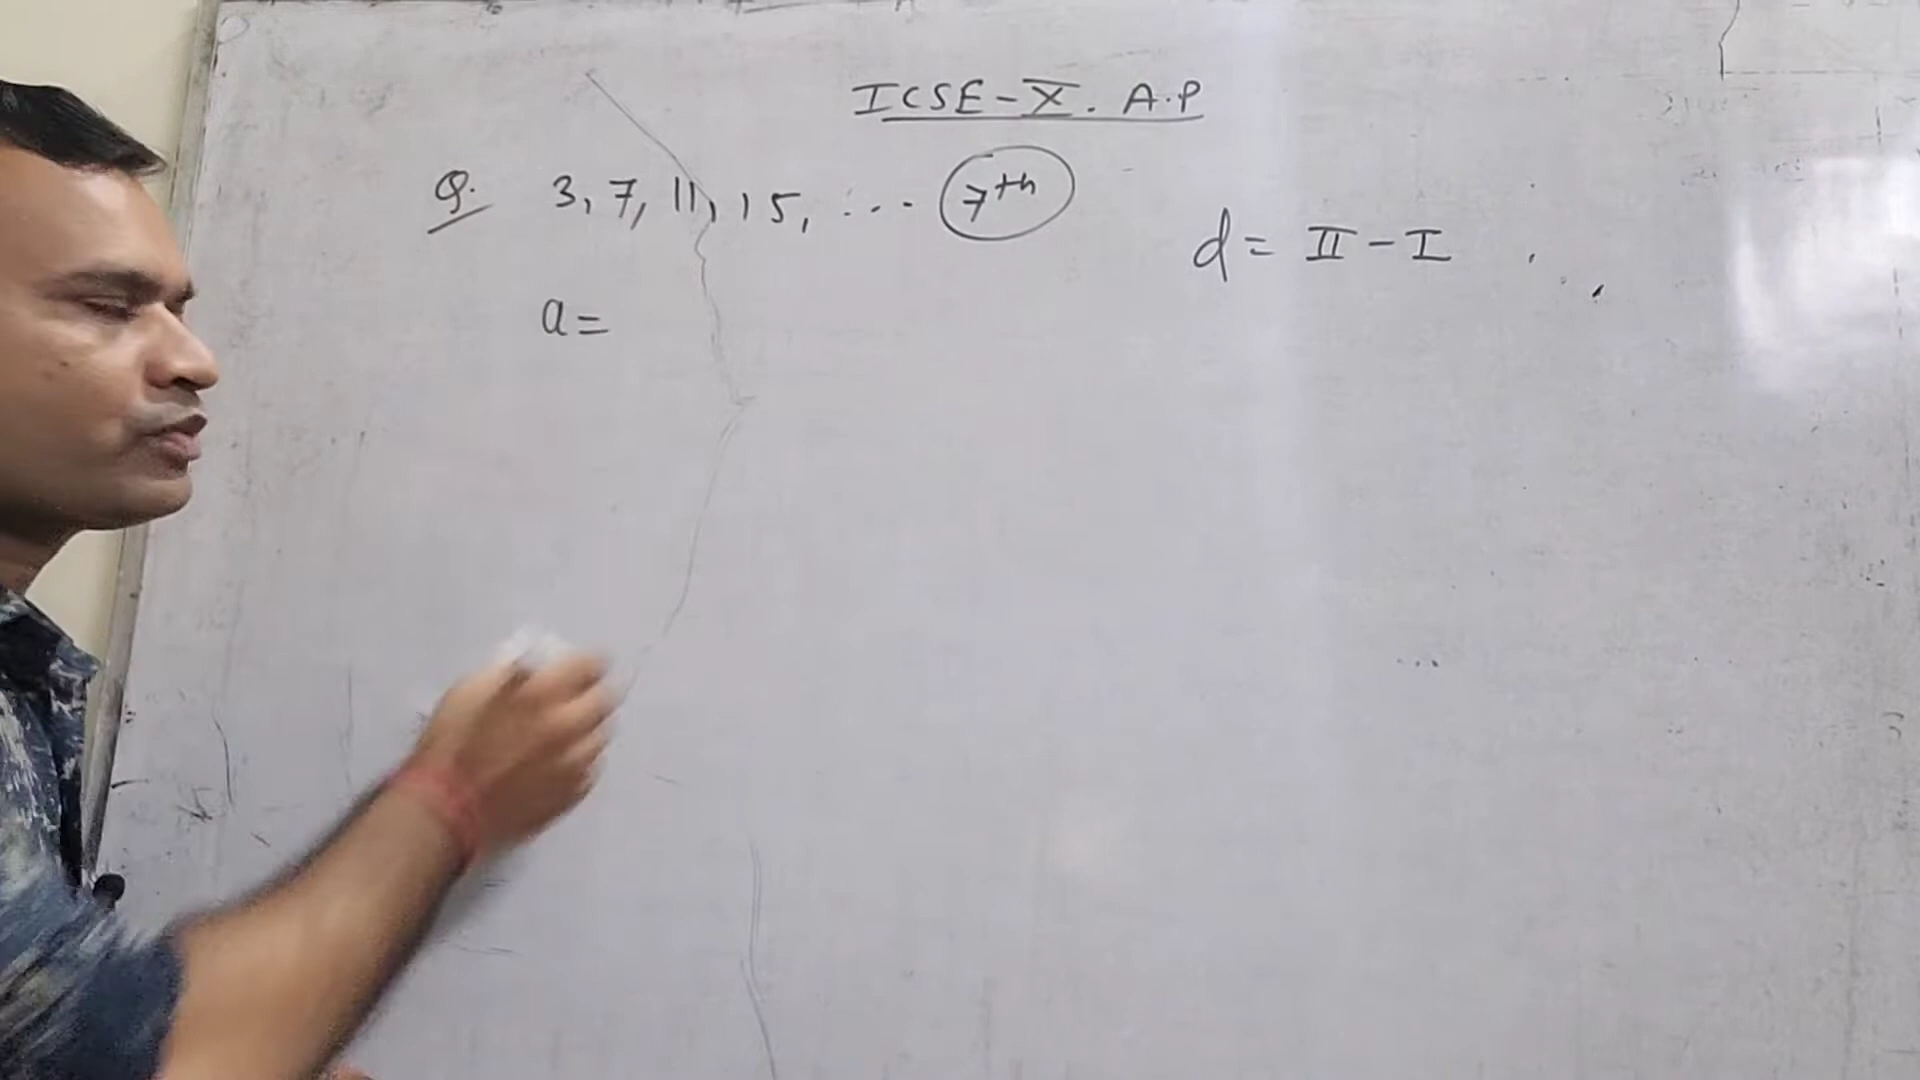 ICSE - X. A.P
Q. 3, 7, 11, 15, ... 7th
d = II - I
a =